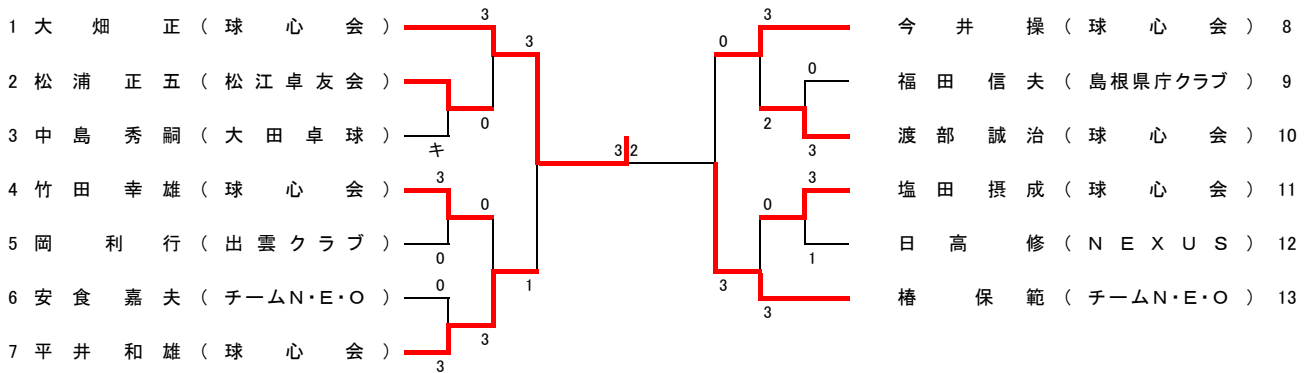 3 3
1 大畑正（球心会） 今井操（球心会） 8
3 0
0
2 松浦正五（松江卓友会） 福田信夫（島根県庁クラブ） 9
0 2
3 中島秀嗣（大田卓球） 渡部誠治（球心会） 10
キ 3 2 3
3 3
4 竹田幸雄（球心会） 塩田摂成（球心会） 11
0 0
5 岡利行（出雲クラブ） 日高修（NEXUS） 12
0 1
0 1 3
6 安食嘉夫（チームN・E・O） 椿保範（チームN・E・O） 13
3
3
7 平井和雄（球心会）
3